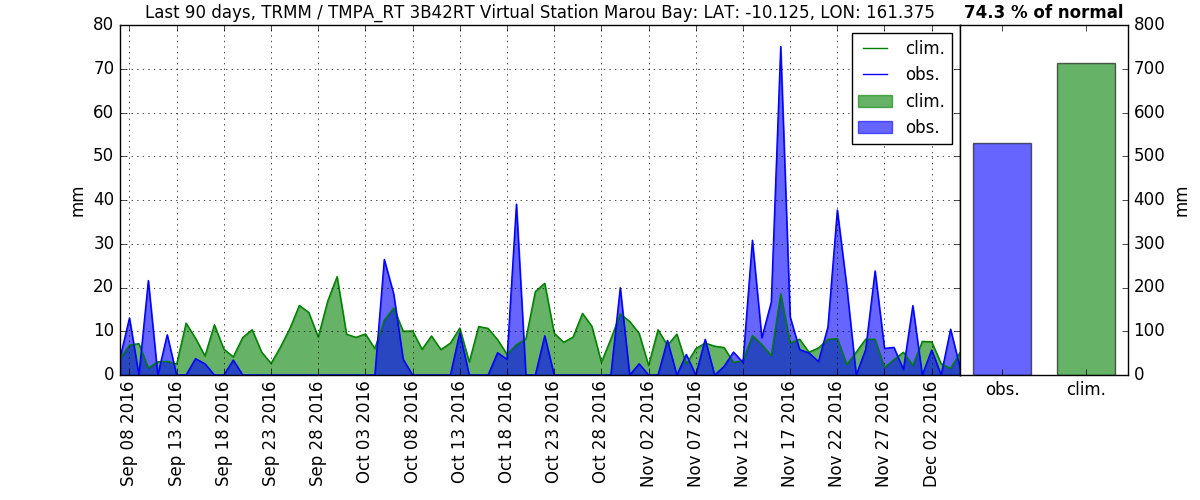 Last 90 days, TRMM / TMPA_RT 3B42RT Virtual Station Marou Bay: LAT: -10.125, LON: 161.375
74.3 % of normal
80
70
60
50
40
30
20
10
0
mm
clim.
obs.
clim.
obs.
Sep 08 2016
Sep 13 2016
Sep 18 2016
Sep 23 2016
Sep 28 2016
Oct 03 2016
Oct 08 2016
Oct 13 2016
Oct 18 2016
Oct 23 2016
Oct 28 2016
Nov 02 2016
Nov 07 2016
Nov 12 2016
Nov 17 2016
Nov 22 2016
Nov 27 2016
Dec 02 2016
800
700
600
500
400
300
200
100
0
mm
obs.
clim.